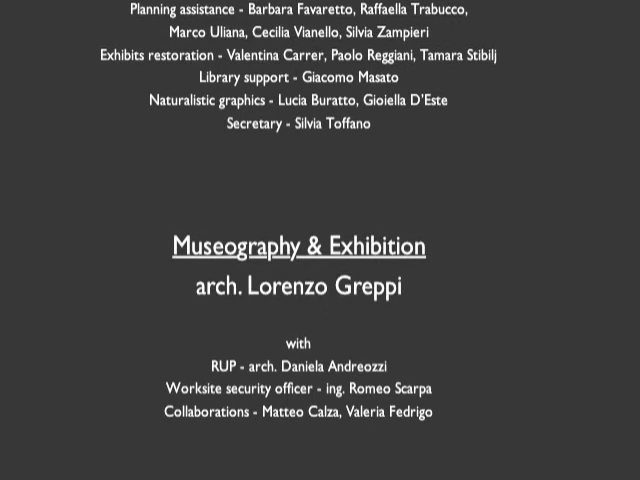 Planning assistance - Barbara Favaretto, Raffaella Trabucco,
Marco Uliana, Cecilia Vianello, Silvia Zampieri
Exhibits restoration - Valentina Carrer, Paolo Reggiani, Tamara Stibilj
Library support - Giacomo Masato
Naturalistic graphics - Lucia Buratto, Gioiella D'Este
Secretary - Silvia Toffano
Museography & Exhibition
arch. Lorenzo Greppi
with
RUP - arch. Daniela Andreozzi
Worksite security officer - ing. Romeo Scarpa
Collaborations - Matteo Calza, Valeria Fedrigo